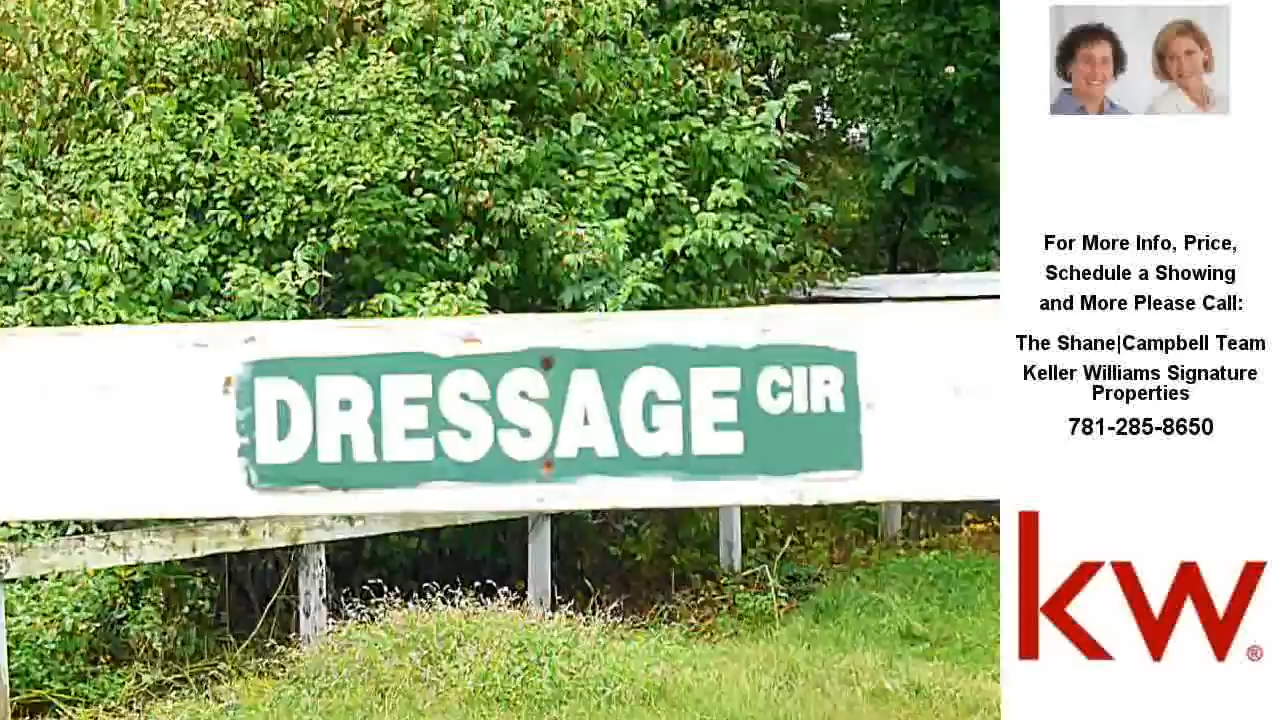 DRESSAGE CIR
For More Info, Price,
Schedule a Showing
and More Please Call:
The Shane|Campbell Team
Keller Williams Signature
Properties
781-285-8650
kw®